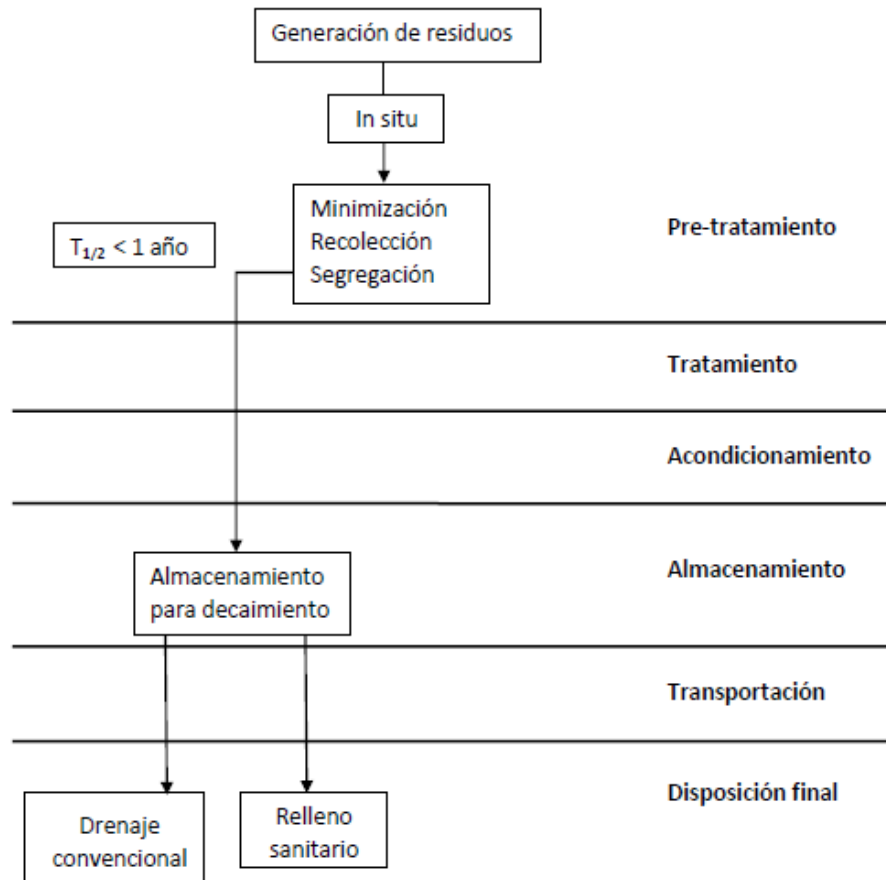 Generación de residuos
In situ
Minimización
Recolección
Segregación
T1/2 < 1 año
Pre-tratamiento
Tratamiento
Acondicionamiento
Almacenamiento
para decaimiento
Almacenamiento
Transportación
Drenaje
convencional
Relleno
sanitario
Disposición final